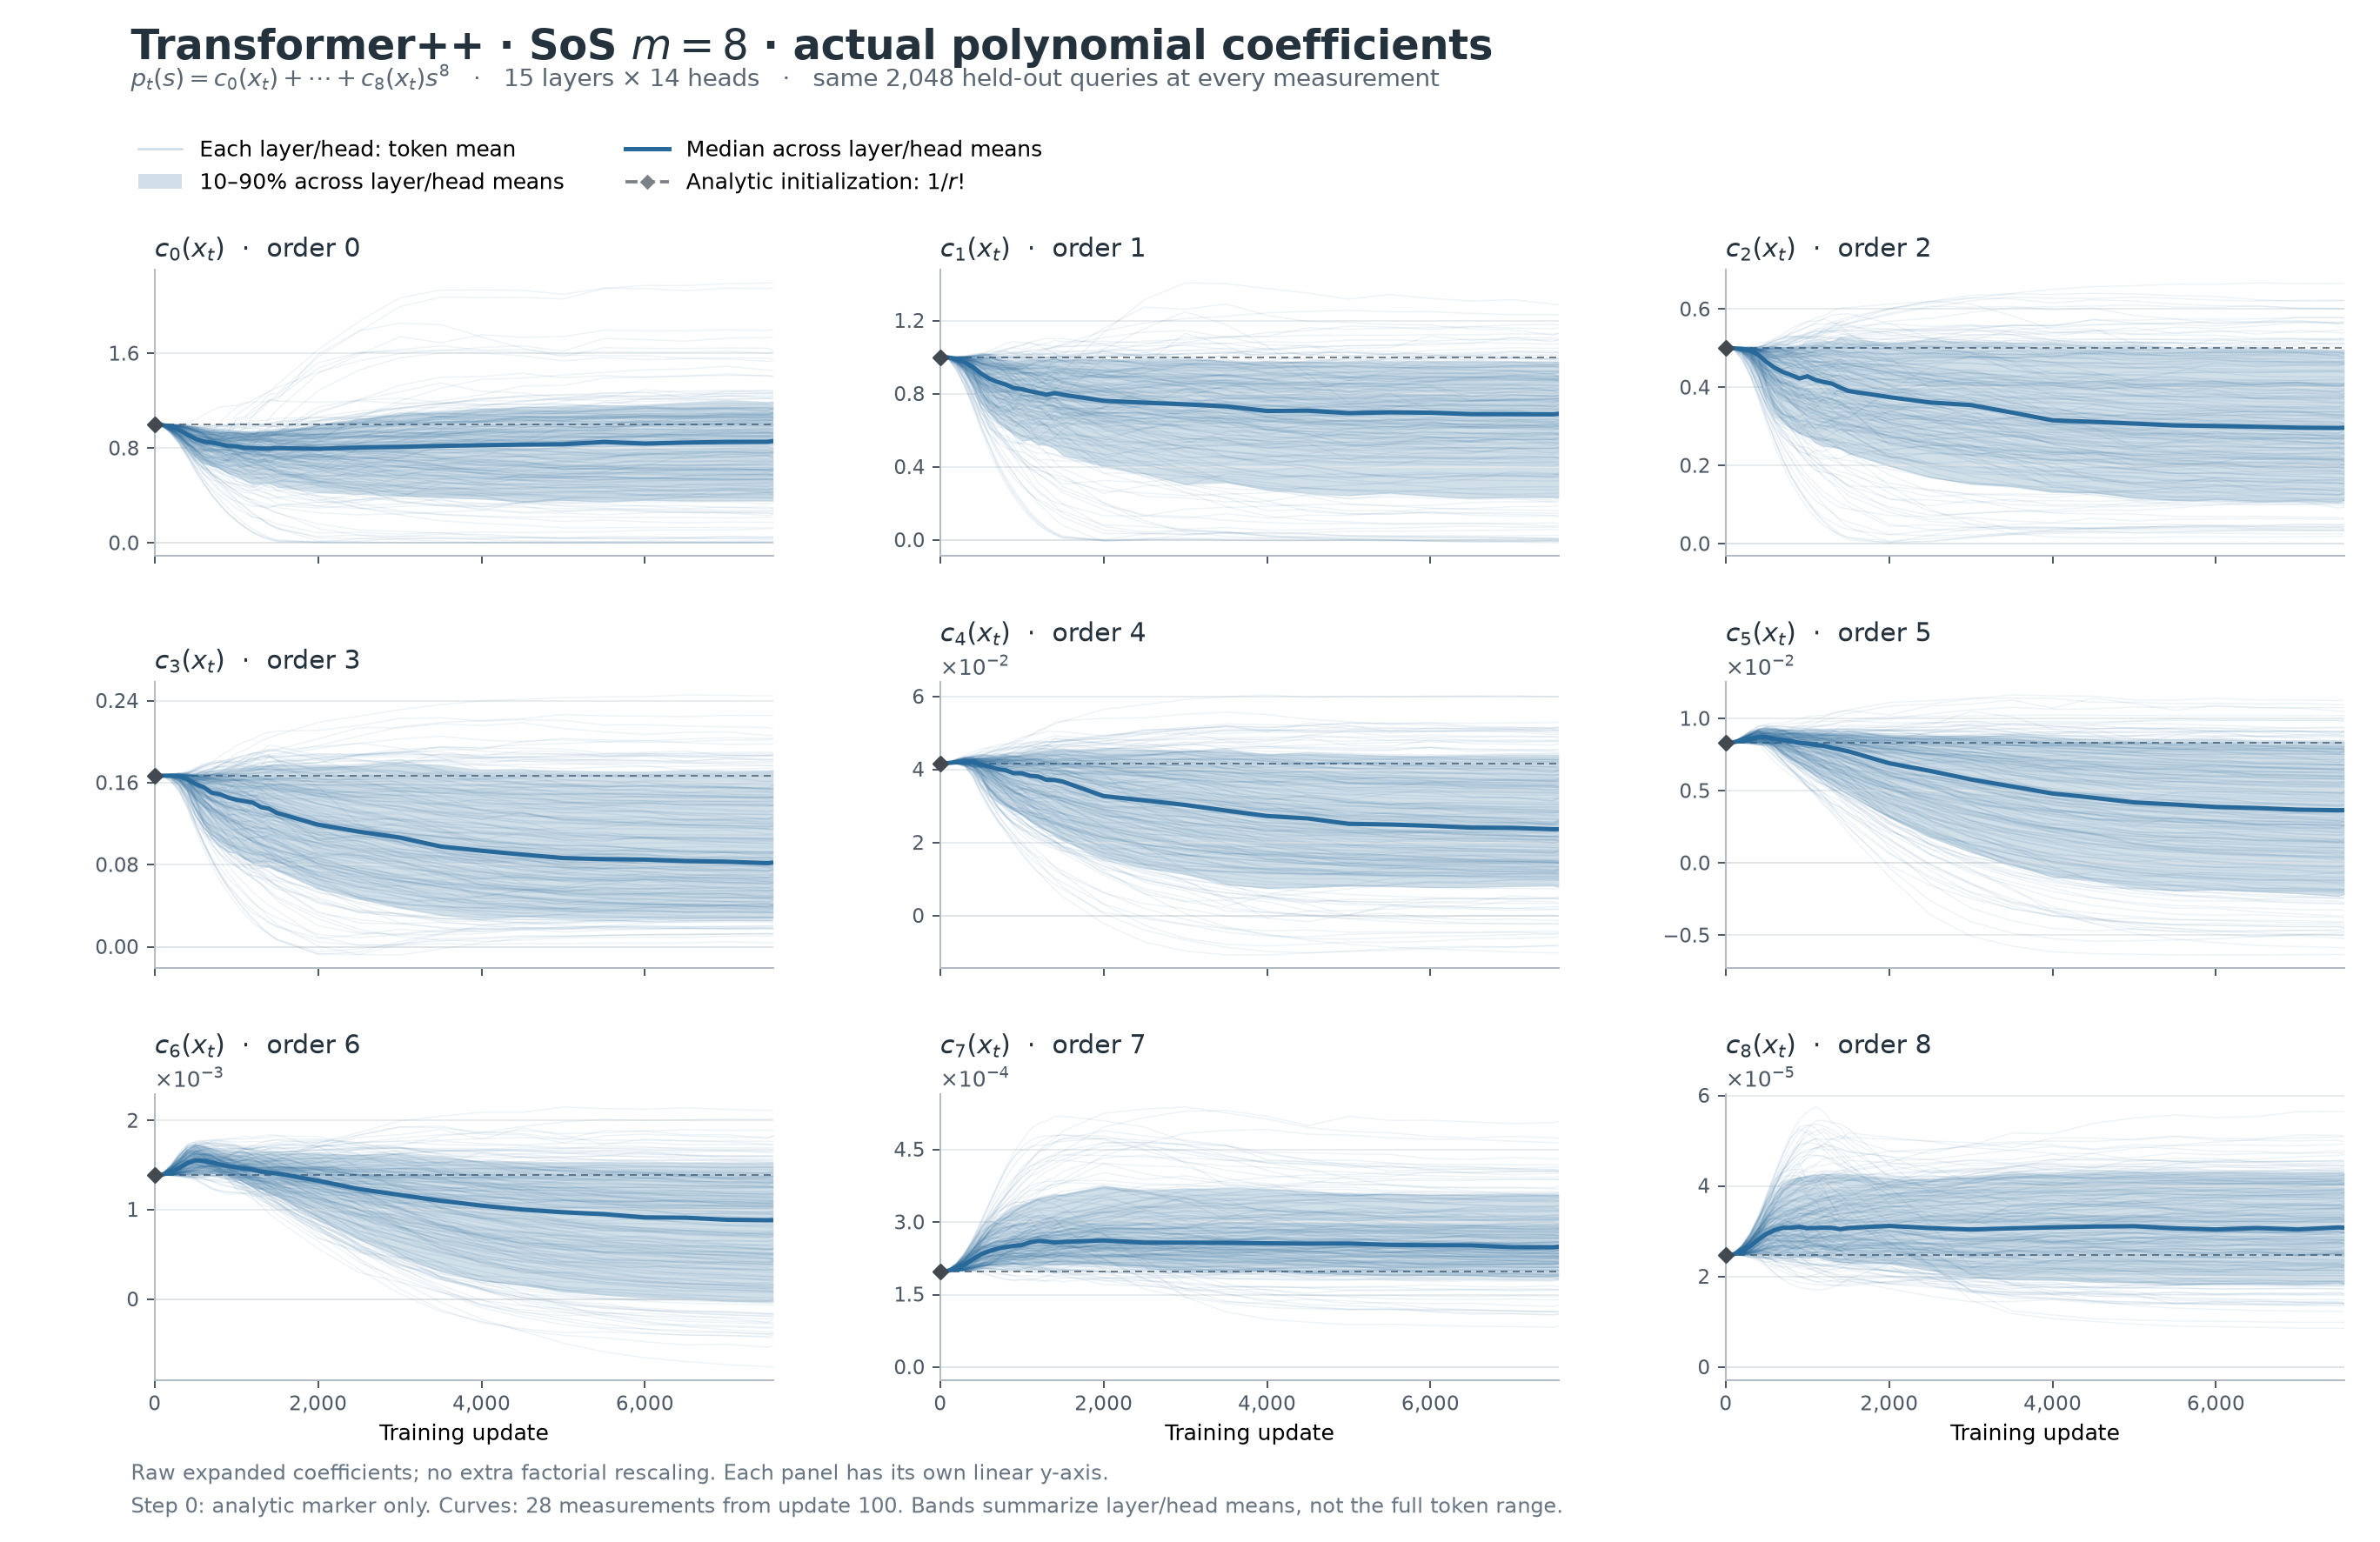 Transformer++ · SoS m = 8 · actual polynomial coefficients
pₜ(s) = c₀(xₜ) + ⋯ + c₈(xₜ)s⁸ · 15 layers × 14 heads · same 2,048 held-out queries at every measurement
Each layer/head: token mean
Median across layer/head means
10–90% across layer/head means
Analytic initialization: 1/r!
c₀(xₜ) · order 0
c₁(xₜ) · order 1
c₂(xₜ) · order 2
1.6
0.8
0.0
1.2
0.8
0.4
0.0
0.6
0.4
0.2
0.0
c₃(xₜ) · order 3
c₄(xₜ) · order 4
c₅(xₜ) · order 5
×10⁻²
×10⁻²
0.24
0.16
0.08
0.00
6
4
2
0
1.0
0.5
0.0
−0.5
c₆(xₜ) · order 6
c₇(xₜ) · order 7
c₈(xₜ) · order 8
×10⁻³
×10⁻⁴
×10⁻⁵
2
1
0
4.5
3.0
1.5
0.0
6
4
2
0
0 2,000 4,000 6,000
0 2,000 4,000 6,000
0 2,000 4,000 6,000
Training update
Training update
Training update
Raw expanded coefficients; no extra factorial rescaling. Each panel has its own linear y-axis.
Step 0: analytic marker only. Curves: 28 measurements from update 100. Bands summarize layer/head means, not the full token range.